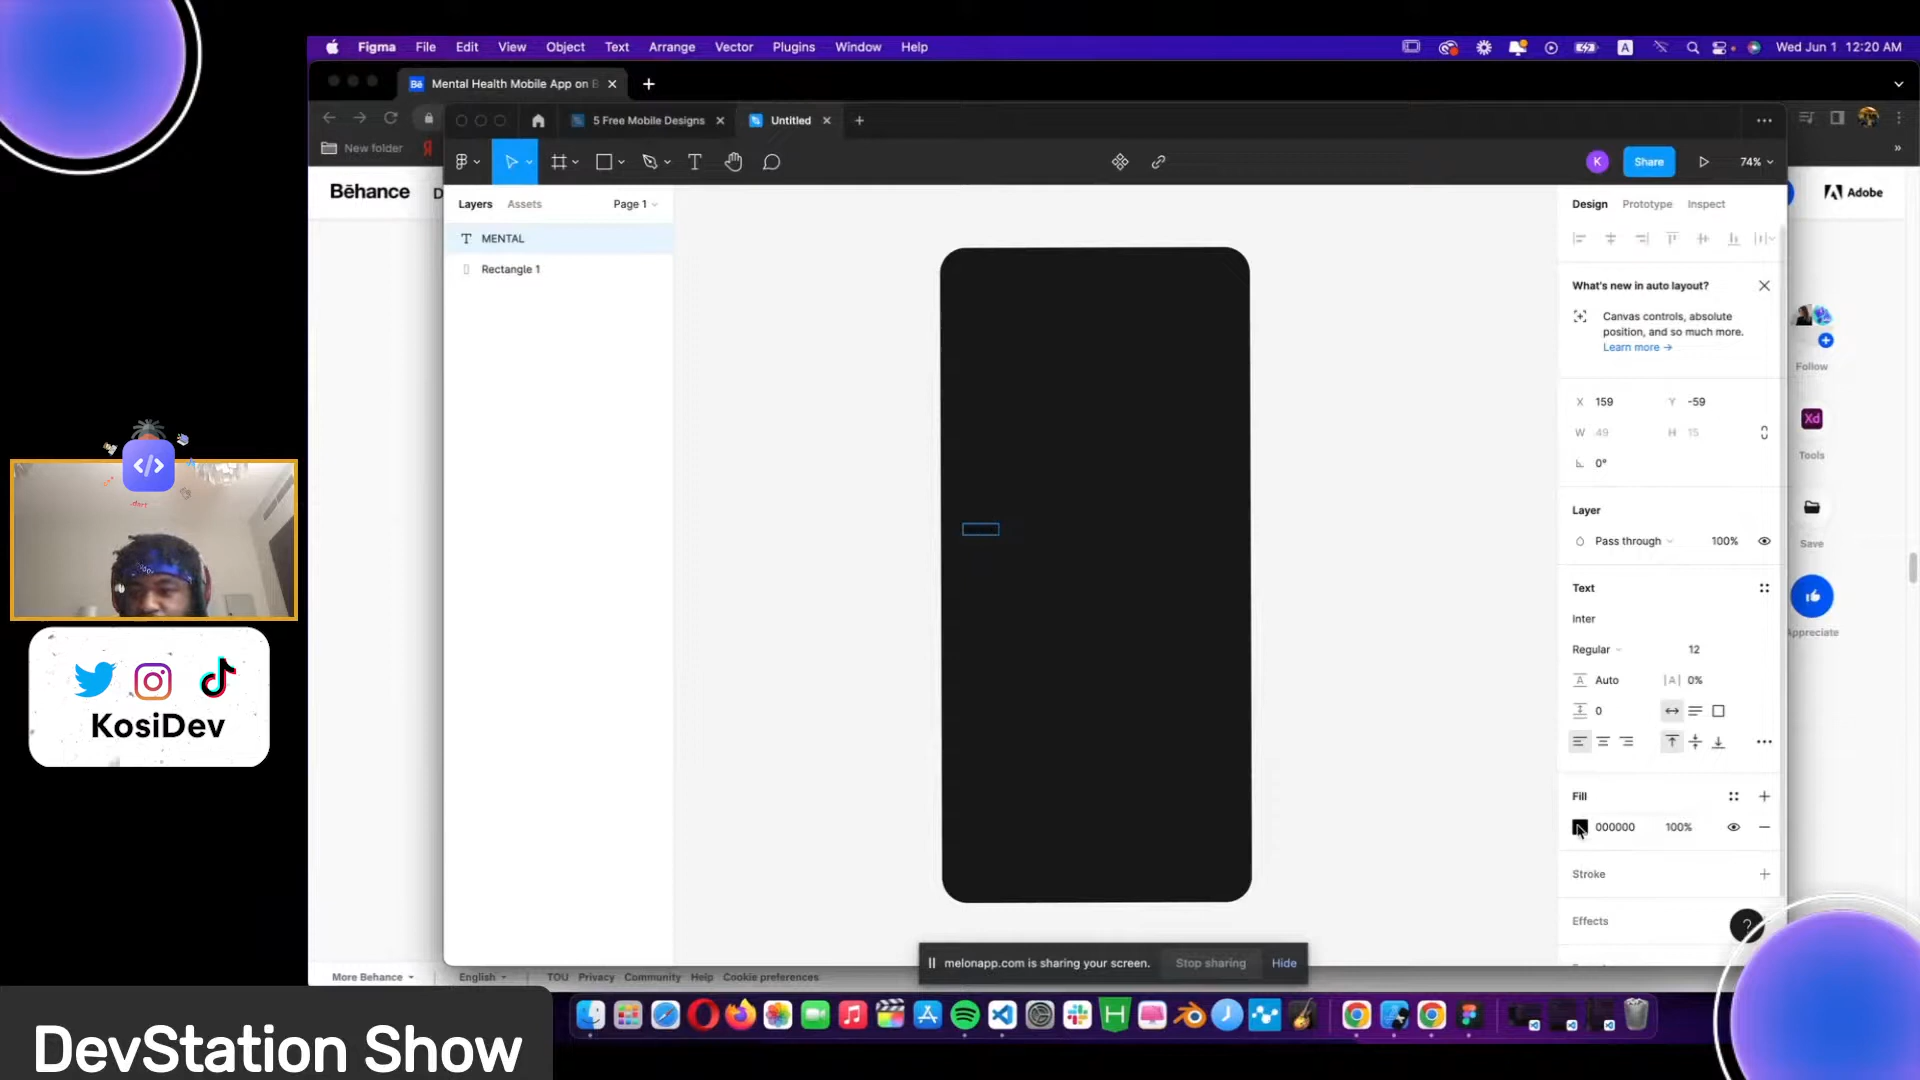 Figma File Edit View Object Text Arrange Vector Plugins Window Help
A
Wed Jun 1 12:20 AM
Bē Mental Health Mobile App on B
5 Free Mobile Designs
Untitled
New folder
K
Share
74%
Bēhance
Adobe
Layers
Assets
Page 1
Design
Prototype
Inspect
T MENTAL
Rectangle 1
What's new in auto layout?
Canvas controls, absolute
position, and so much more.
Learn more →
Follow
X 159
Y -59
W 49
H 15
0°
Xd
Tools
Layer
Pass through
100%
Save
Text
Inter
Regular
12
Auto
|A| 0%
0
Appreciate
Fill
000000
100%
Stroke
Effects
?
</>
KosiDev
melonapp.com is sharing your screen.
Stop sharing
Hide
More Behance
English
TOU Privacy Community Help Cookie preferences
DevStation Show